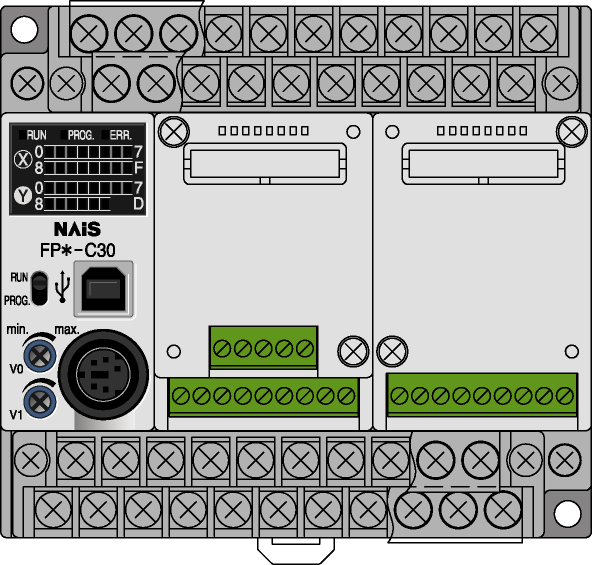 RUN PROG. ERR.
X 0 7
8 F
Y 0 7
8 D
NAiS
FP*-C30
RUN
PROG.
min. max.
V0
V1